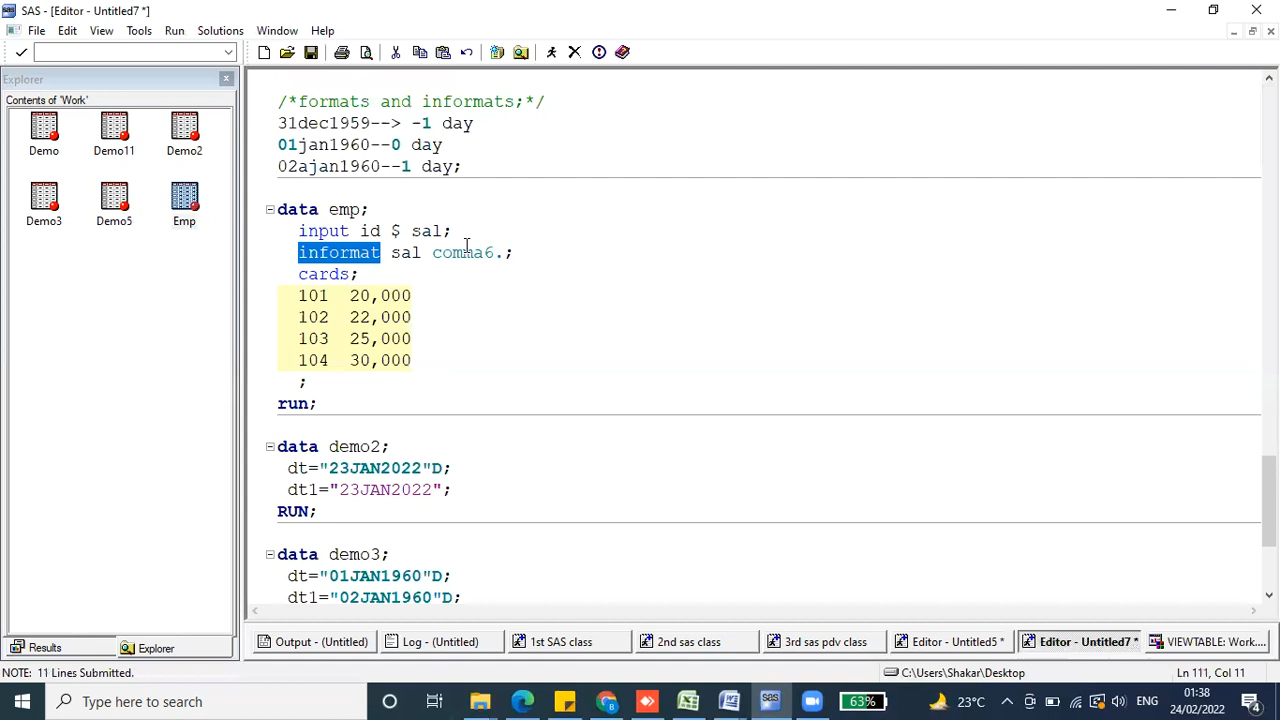 SAS - [Editor - Untitled7 *]
File Edit View Tools Run Solutions Window Help
Explorer
Contents of 'Work'
Demo Demo11 Demo2
Demo3 Demo5 Emp
/*formats and informats;*/
31dec1959--> -1 day
01jan1960--0 day
02ajan1960--1 day;
data emp;
input id $ sal;
informat sal comma6.;
cards;
101 20,000
102 22,000
103 25,000
104 30,000
;
run;
data demo2;
dt="23JAN2022"D;
dt1="23JAN2022";
RUN;
data demo3;
dt="01JAN1960"D;
dt1="02JAN1960"D;
Results Explorer
Output - (Untitled) Log - (Untitled) 1st SAS class 2nd sas class 3rd sas pdv class Editor - Untitled5 * Editor - Untitled7 * VIEWTABLE: Work....
NOTE: 11 Lines Submitted. C:\Users\Shakar\Desktop Ln 111, Col 11
Type here to search 63% 23°C ENG 01:38 24/02/2022 4